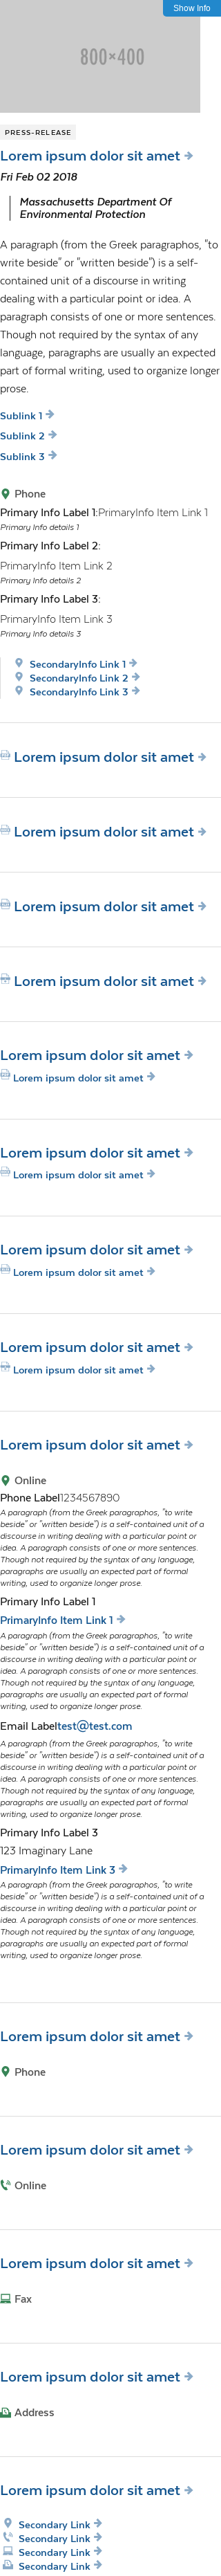 Show Info
800×400
PRESS-RELEASE
Lorem ipsum dolor sit amet
Fri Feb 02 2018
Massachusetts Department Of
Environmental Protection
A paragraph (from the Greek paragraphos, "to
write beside" or "written beside") is a self-
contained unit of a discourse in writing
dealing with a particular point or idea. A
paragraph consists of one or more sentences.
Though not required by the syntax of any
language, paragraphs are usually an expected
part of formal writing, used to organize longer
prose.
Sublink 1
Sublink 2
Sublink 3
Phone
Primary Info Label 1:PrimaryInfo Item Link 1
Primary Info details 1
Primary Info Label 2:
PrimaryInfo Item Link 2
Primary Info details 2
Primary Info Label 3:
PrimaryInfo Item Link 3
Primary Info details 3
SecondaryInfo Link 1
SecondaryInfo Link 2
SecondaryInfo Link 3
Lorem ipsum dolor sit amet
Lorem ipsum dolor sit amet
Lorem ipsum dolor sit amet
Lorem ipsum dolor sit amet
Lorem ipsum dolor sit amet
Lorem ipsum dolor sit amet
Lorem ipsum dolor sit amet
Lorem ipsum dolor sit amet
Lorem ipsum dolor sit amet
Lorem ipsum dolor sit amet
Lorem ipsum dolor sit amet
Lorem ipsum dolor sit amet
Lorem ipsum dolor sit amet
Online
Phone Label1234567890
A paragraph (from the Greek paragraphos, "to write
beside" or "written beside") is a self-contained unit of a
discourse in writing dealing with a particular point or
idea. A paragraph consists of one or more sentences.
Though not required by the syntax of any language,
paragraphs are usually an expected part of formal
writing, used to organize longer prose.
Primary Info Label 1
PrimaryInfo Item Link 1
A paragraph (from the Greek paragraphos, "to write
beside" or "written beside") is a self-contained unit of a
discourse in writing dealing with a particular point or
idea. A paragraph consists of one or more sentences.
Though not required by the syntax of any language,
paragraphs are usually an expected part of formal
writing, used to organize longer prose.
Email Labeltest@test.com
A paragraph (from the Greek paragraphos, "to write
beside" or "written beside") is a self-contained unit of a
discourse in writing dealing with a particular point or
idea. A paragraph consists of one or more sentences.
Though not required by the syntax of any language,
paragraphs are usually an expected part of formal
writing, used to organize longer prose.
Primary Info Label 3
123 Imaginary Lane
PrimaryInfo Item Link 3
A paragraph (from the Greek paragraphos, "to write
beside" or "written beside") is a self-contained unit of a
discourse in writing dealing with a particular point or
idea. A paragraph consists of one or more sentences.
Though not required by the syntax of any language,
paragraphs are usually an expected part of formal
writing, used to organize longer prose.
Lorem ipsum dolor sit amet
Phone
Lorem ipsum dolor sit amet
Online
Lorem ipsum dolor sit amet
Fax
Lorem ipsum dolor sit amet
Address
Lorem ipsum dolor sit amet
Secondary Link
Secondary Link
Secondary Link
Secondary Link